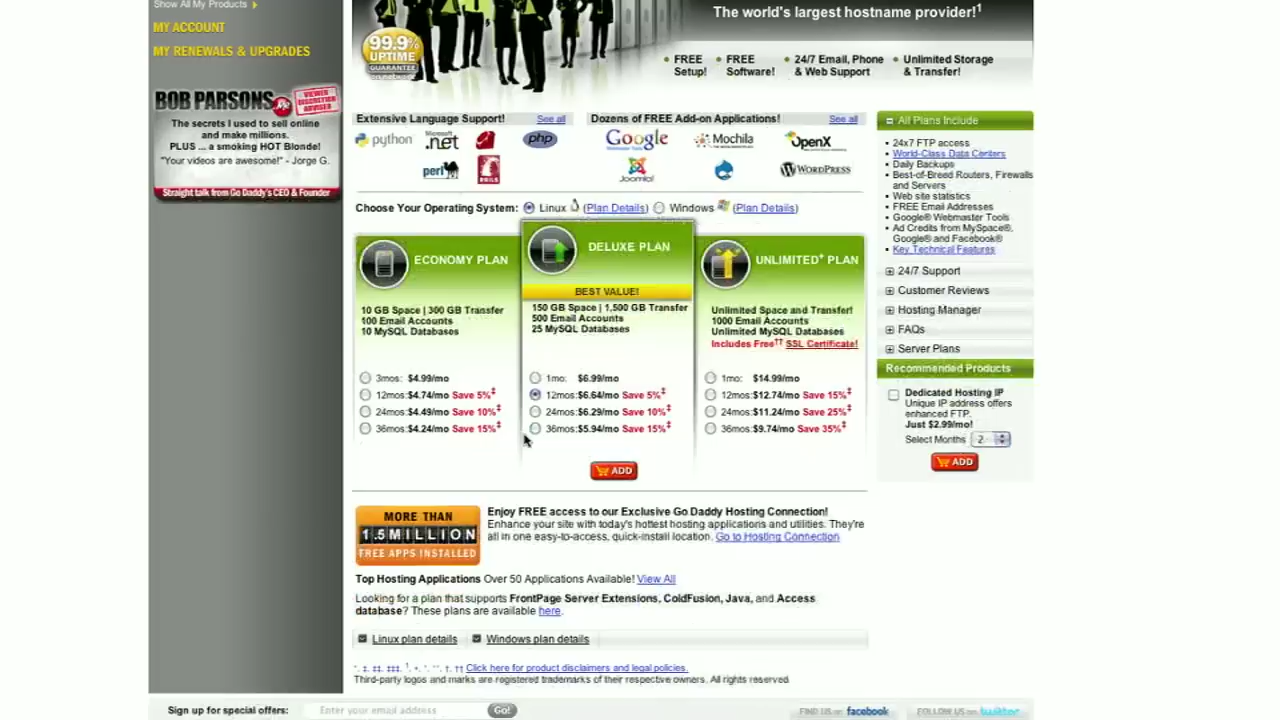 Show All My Products
MY ACCOUNT
MY RENEWALS & UPGRADES
BOB PARSONS.me
VIEWER DISCRETION ADVISED
The secrets I used to sell online
and make millions.
PLUS ... a smoking HOT Blonde!
"Your videos are awesome!" - Jorge G.
Straight talk from Go Daddy's CEO & Founder
The world's largest hostname provider!1
99.9%
UPTIME
GUARANTEE
FREE Setup!
FREE Software!
24/7 Email, Phone & Web Support
Unlimited Storage & Transfer!
Extensive Language Support! See all
python
Microsoft .net
php
perl
RAILS
Dozens of FREE Add-on Applications! See all
Google
Mochila
OpenX
Joomla!
WORDPRESS
Choose Your Operating System: Linux (Plan Details) Windows (Plan Details)
ECONOMY PLAN
10 GB Space | 300 GB Transfer
100 Email Accounts
10 MySQL Databases
3mos: $4.99/mo
12mos:$4.74/mo Save 5%‡
24mos:$4.49/mo Save 10%‡
36mos:$4.24/mo Save 15%‡
DELUXE PLAN
BEST VALUE!
150 GB Space | 1,500 GB Transfer
500 Email Accounts
25 MySQL Databases
1mo: $6.99/mo
12mos:$6.64/mo Save 5%‡
24mos:$6.29/mo Save 10%‡
36mos:$5.94/mo Save 15%‡
UNLIMITED+ PLAN
Unlimited Space and Transfer!
1000 Email Accounts
Unlimited MySQL Databases
Includes Free†† SSL Certificate!
1mo: $14.99/mo
12mos:$12.74/mo Save 15%‡
24mos:$11.24/mo Save 25%‡
36mos:$9.74/mo Save 35%‡
ADD
All Plans Include
24x7 FTP access
World-Class Data Centers
Daily Backups
Best-of-Breed Routers, Firewalls
and Servers
Web site statistics
FREE Email Addresses
Google® Webmaster Tools
Ad Credits from MySpace®,
Google® and Facebook®
Key Technical Features
24/7 Support
Customer Reviews
Hosting Manager
FAQs
Server Plans
Recommended Products
Dedicated Hosting IP
Unique IP address offers
enhanced FTP.
Just $2.99/mo!
Select Months 2
ADD
MORE THAN
1.5MILLION
FREE APPS INSTALLED
Enjoy FREE access to our Exclusive Go Daddy Hosting Connection!
Enhance your site with today's hottest hosting applications and utilities. They're
all in one easy-to-access, quick-install location. Go to Hosting Connection
Top Hosting Applications Over 50 Applications Available! View All
Looking for a plan that supports FrontPage Server Extensions, ColdFusion, Java, and Access
database? These plans are available here.
Linux plan details Windows plan details
Click here for product disclaimers and legal policies.
Third-party logos and marks are registered trademarks of their respective owners. All rights reserved
Sign up for special offers: Enter your email address Go!
FIND US on facebook
FOLLOW US on twitter